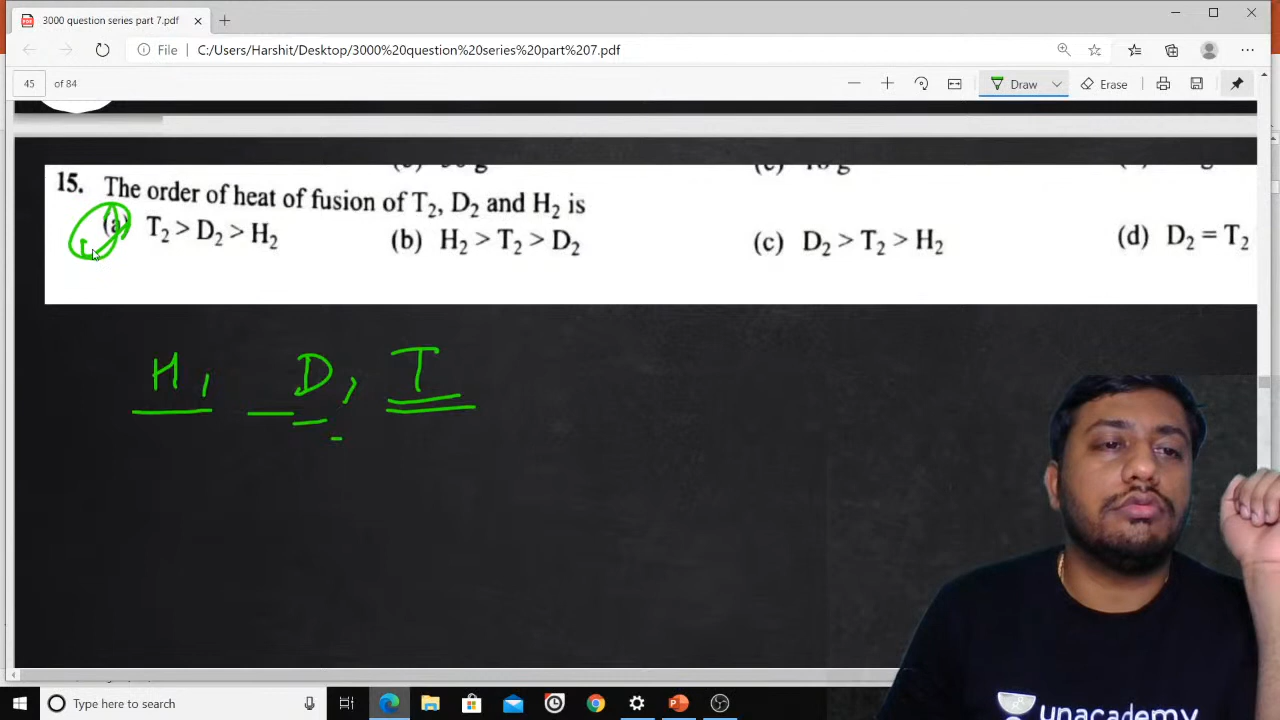 3000 question series part 7.pdf
File C:/Users/Harshit/Desktop/3000%20question%20series%20part%207.pdf
45 of 84 Draw Erase
15. The order of heat of fusion of T₂, D₂ and H₂ is
(a) T₂ > D₂ > H₂ (b) H₂ > T₂ > D₂ (c) D₂ > T₂ > H₂ (d) D₂ = T₂
H, D, T
unacademy
Type here to search